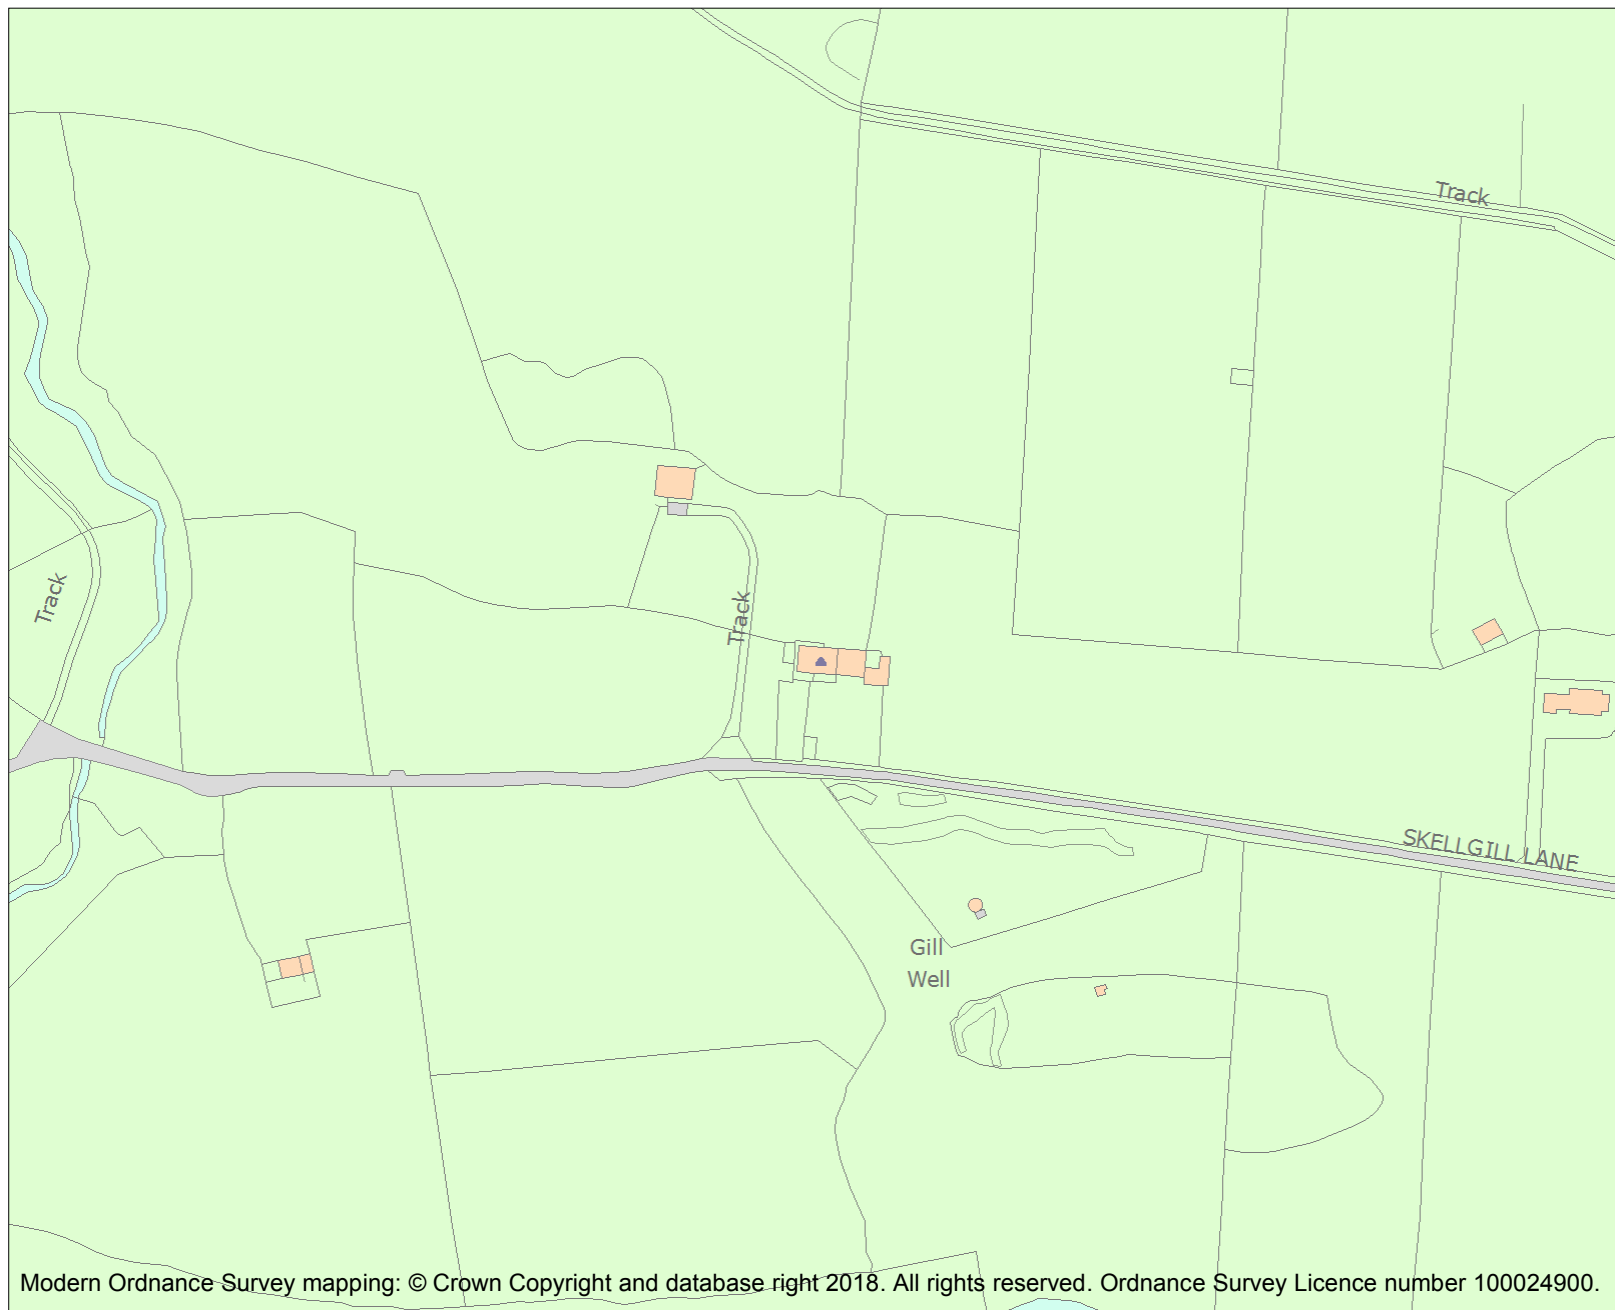 Track
Track
Track
SKELLGILL LANE
Gill
Well
Modern Ordnance Survey mapping: © Crown Copyright and database right 2018. All rights reserved. Ordnance Survey Licence number 100024900.